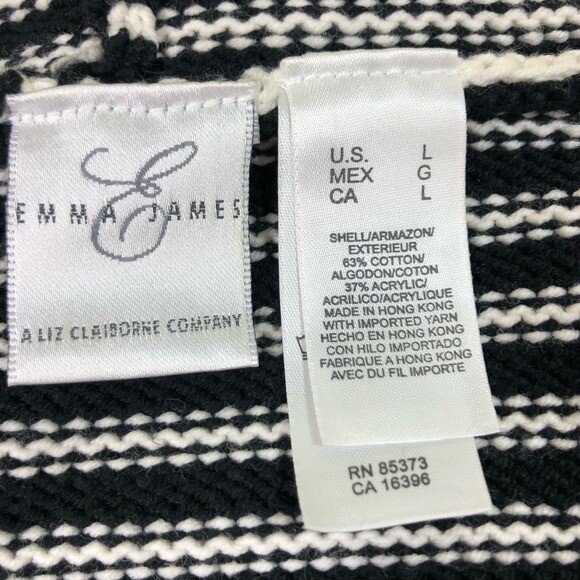 E
EMMA JAMES
A LIZ CLAIBORNE COMPANY
U.S. L
MEX G
CA L
SHELL/ARMAZON/
EXTERIEUR
63% COTTON/
ALGODON/COTON
37% ACRYLIC/
ACRILICO/ACRYLIQUE
MADE IN HONG KONG
WITH IMPORTED YARN
HECHO EN HONG KONG
CON HILO IMPORTADO
FABRIQUE A HONG KONG
AVEC DU FIL IMPORTE
RN 85373
CA 16396